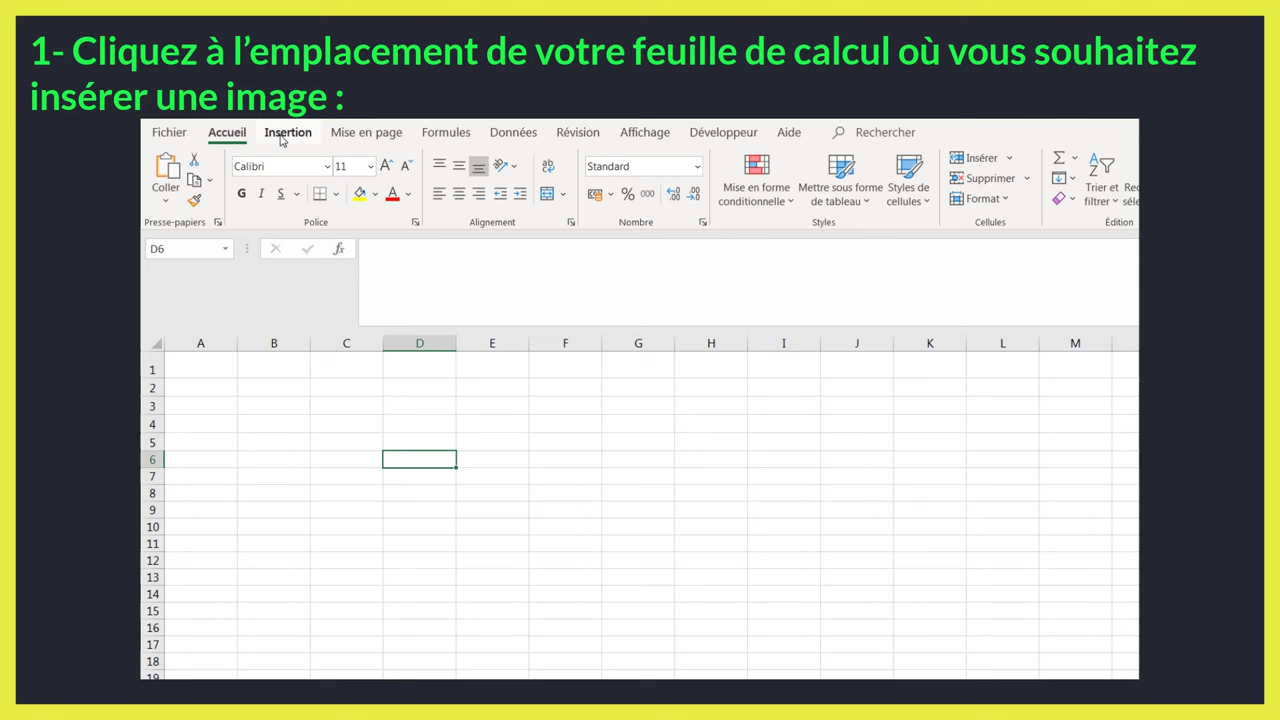 1- Cliquez à l’emplacement de votre feuille de calcul où vous souhaitez
insérer une image :
Fichier Accueil Insertion Mise en page Formules Données Révision Affichage Développeur Aide Rechercher
Coller
Calibri 11
G I S A
ab
Standard
% 000
Mise en forme conditionnelle
Mettre sous forme de tableau
Styles de cellules
Insérer
Supprimer
Format
Trier et filtrer
Presse-papiers Police Alignement Nombre Styles Cellules Édition
D6 fx
A B C D E F G H I J K L M
1
2
3
4
5
6
7
8
9
10
11
12
13
14
15
16
17
18
19